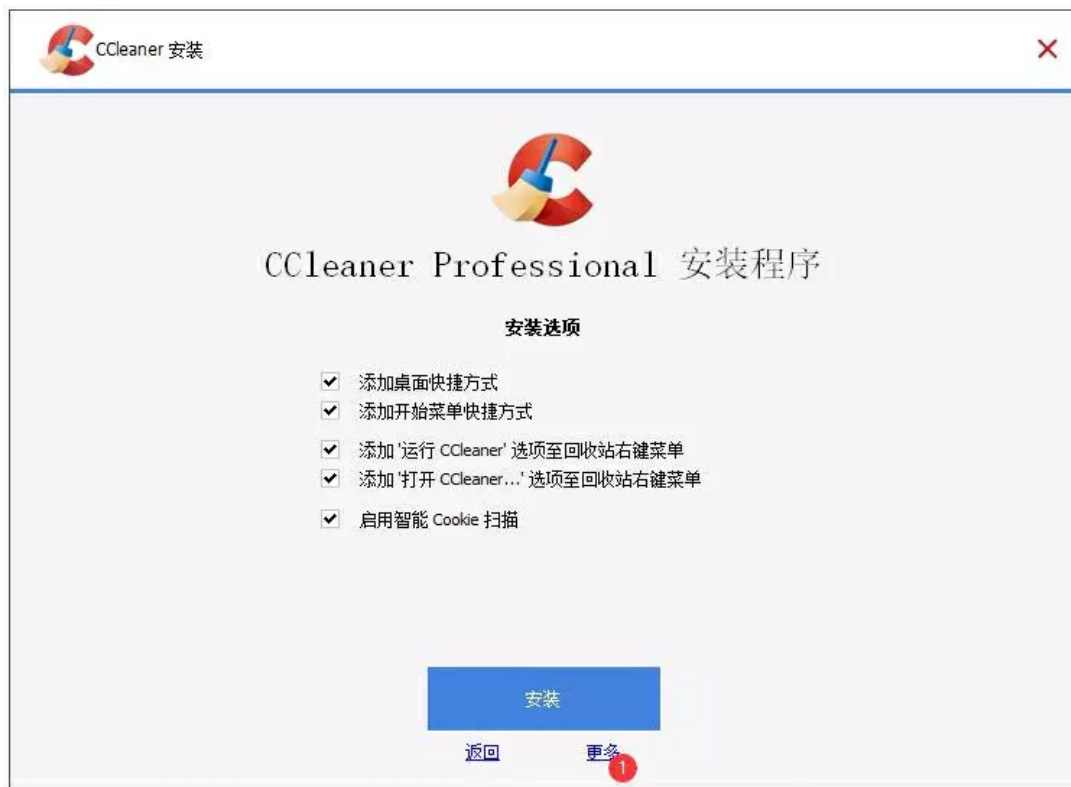 CCleaner 安装
CCleaner Professional 安装程序
安装选项
添加桌面快捷方式
添加开始菜单快捷方式
添加 '运行 CCleaner' 选项至回收站右键菜单
添加 '打开 CCleaner...' 选项至回收站右键菜单
启用智能 Cookie 扫描
安装
返回 更多
1